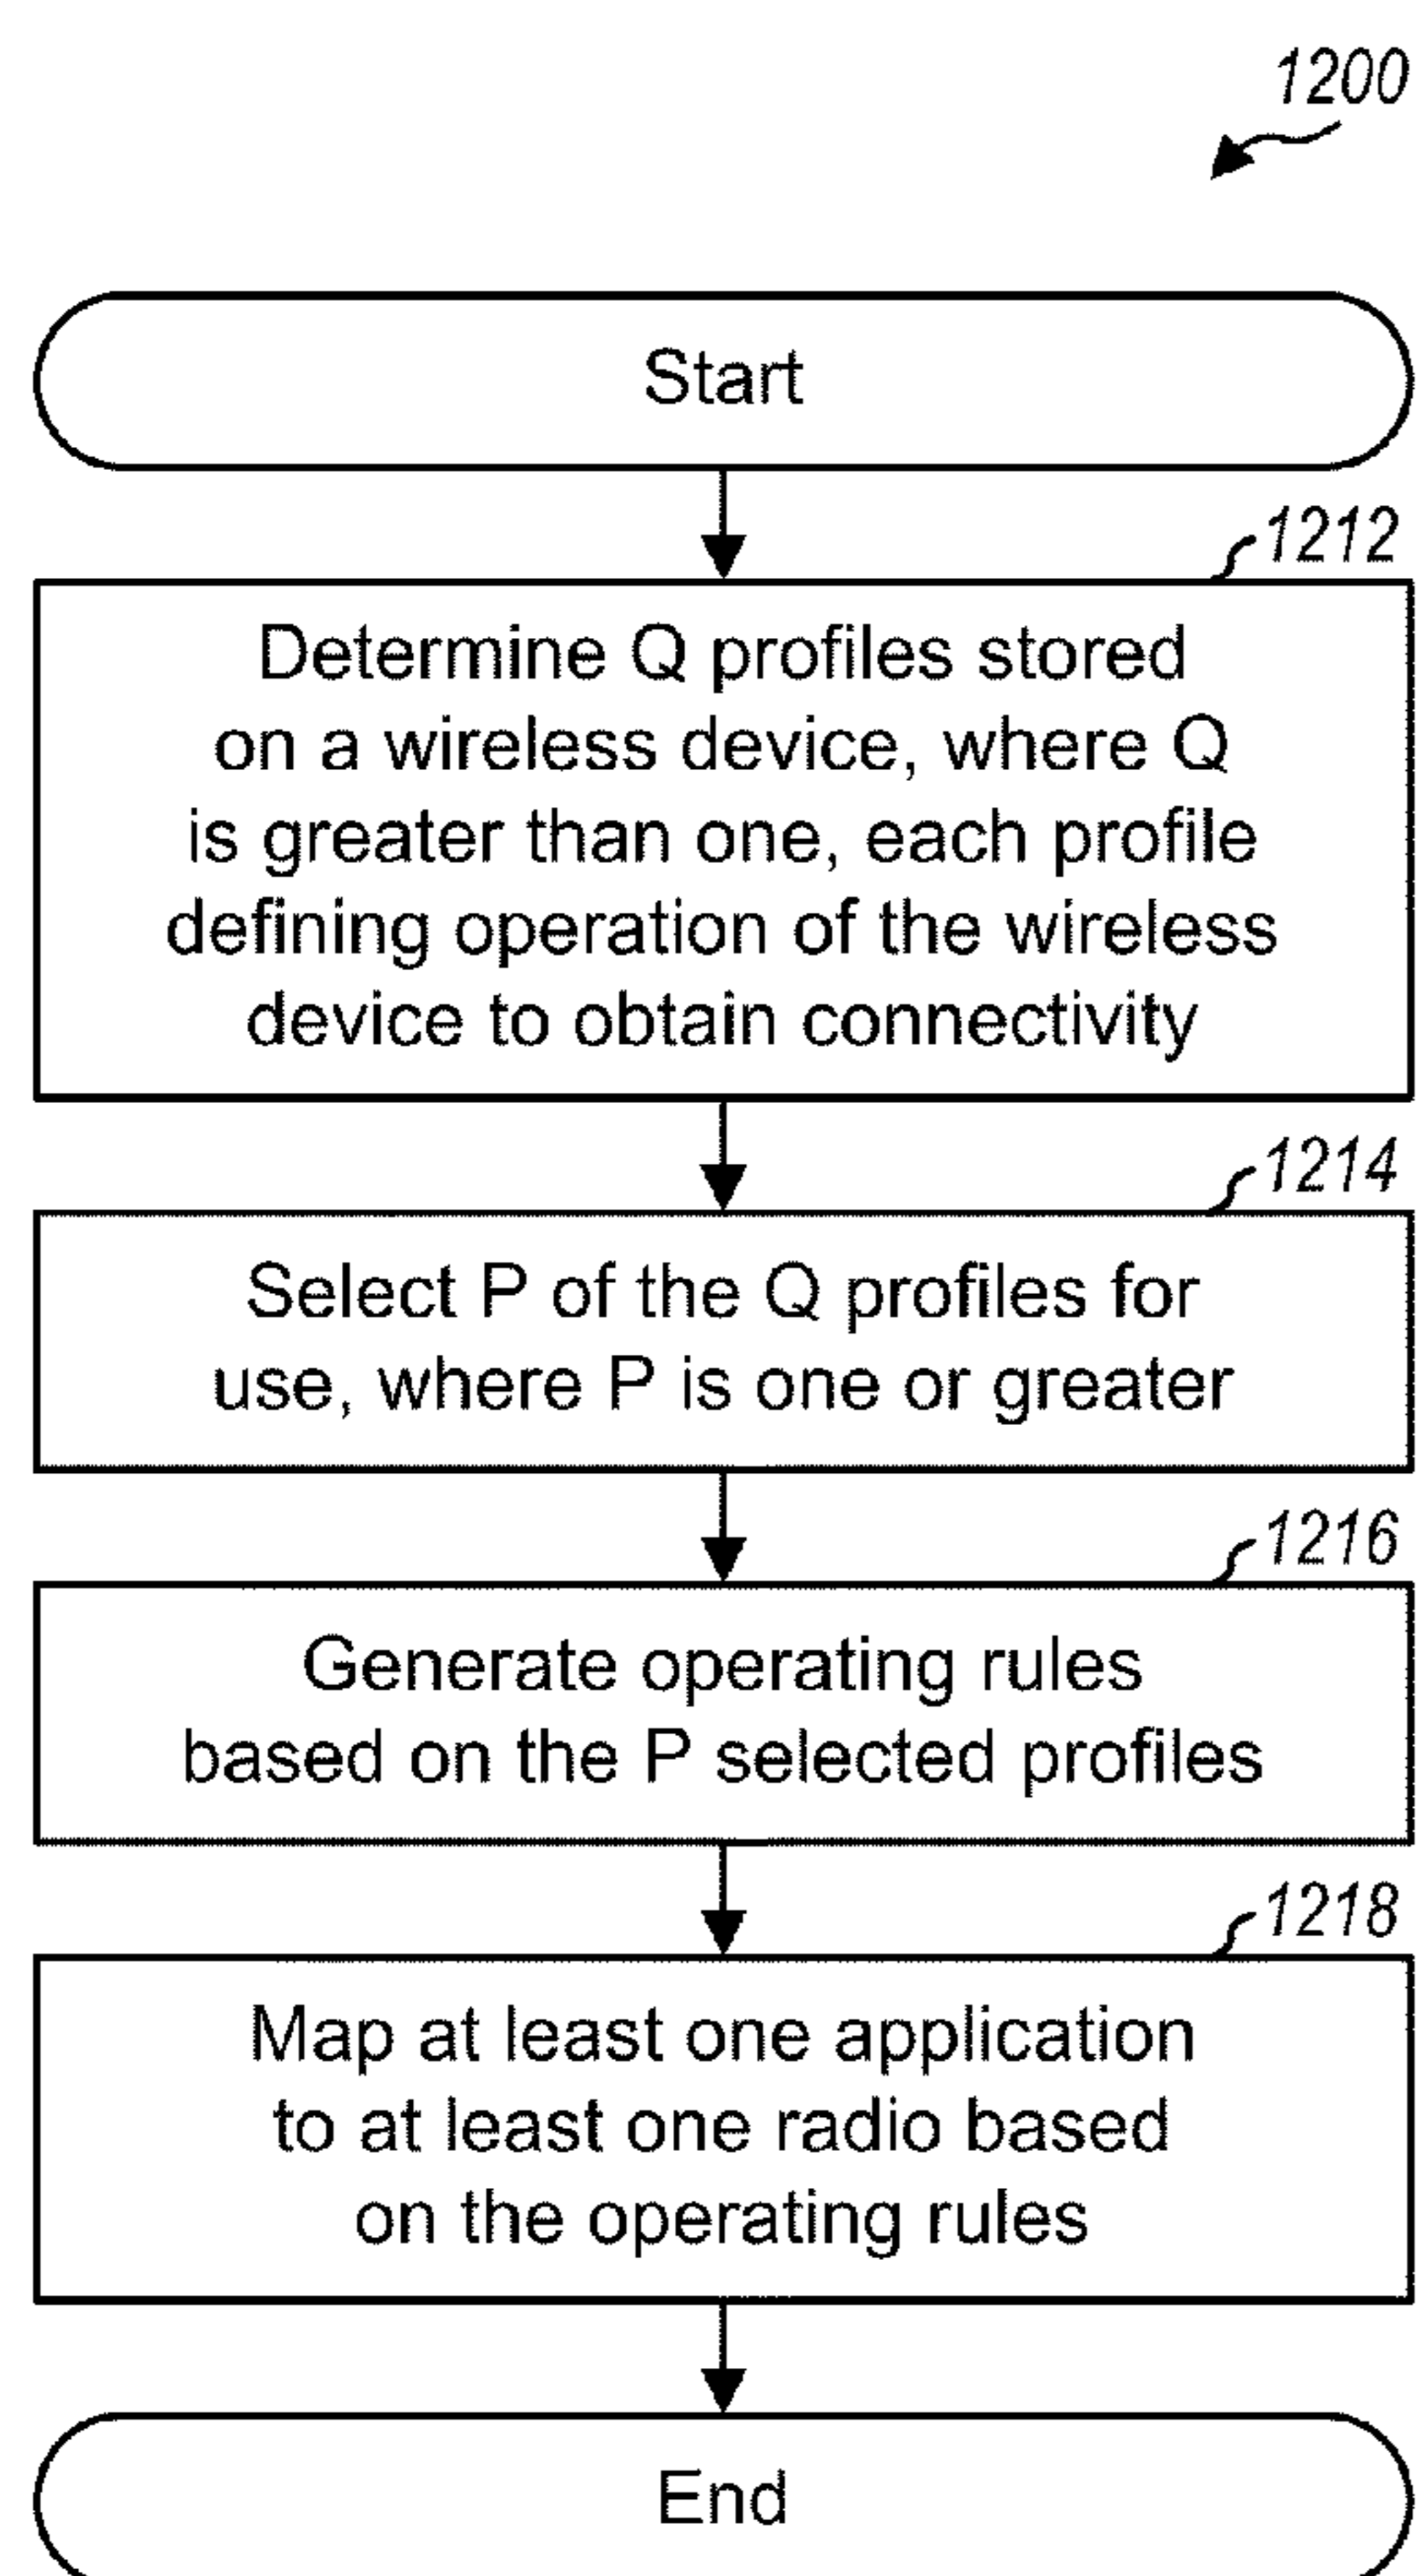 1200
Start
1212
Determine Q profiles stored
on a wireless device, where Q
is greater than one, each profile
defining operation of the wireless
device to obtain connectivity
1214
Select P of the Q profiles for
use, where P is one or greater
1216
Generate operating rules
based on the P selected profiles
1218
Map at least one application
to at least one radio based
on the operating rules
End